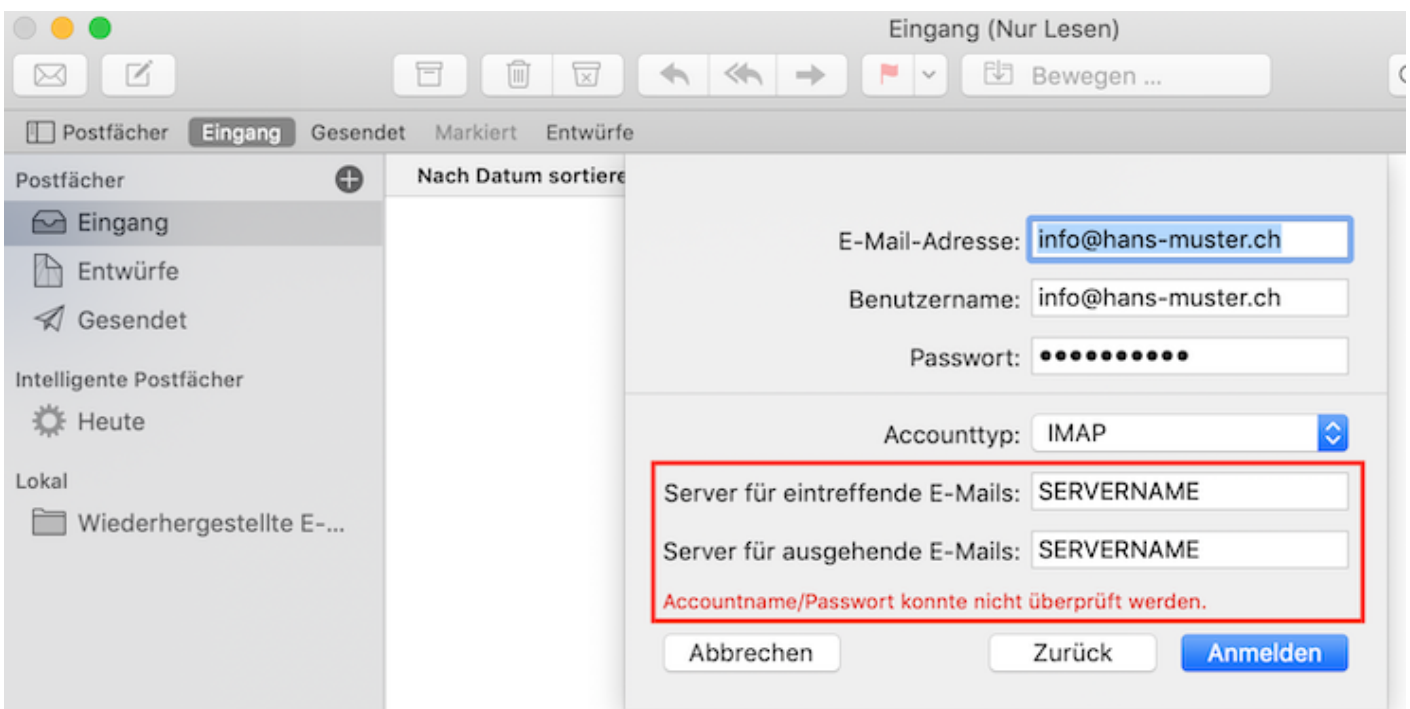 Eingang (Nur Lesen)
Bewegen ...
Postfächer Eingang Gesendet Markiert Entwürfe
Postfächer
Eingang
Entwürfe
Gesendet
Intelligente Postfächer
Heute
Lokal
Wiederhergestellte E-...
Nach Datum sortiere
E-Mail-Adresse: info@hans-muster.ch
Benutzername: info@hans-muster.ch
Passwort: ●●●●●●●●●●
Accounttyp: IMAP
Server für eintreffende E-Mails: SERVERNAME
Server für ausgehende E-Mails: SERVERNAME
Accountname/Passwort konnte nicht überprüft werden.
Abbrechen Zurück Anmelden